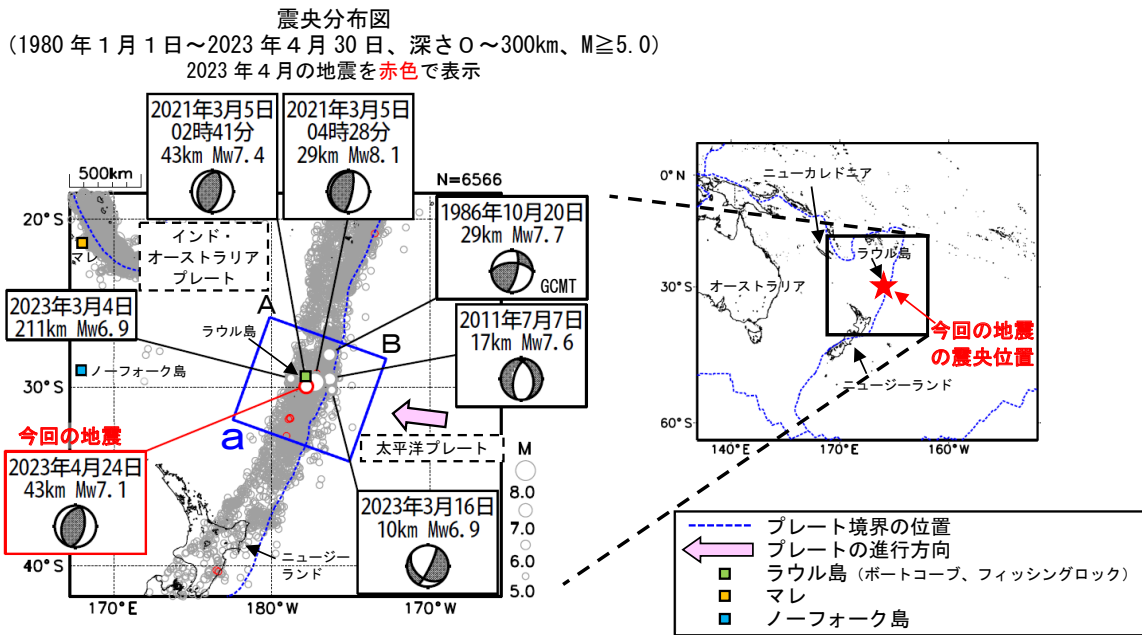 震央分布図
(1980年1月1日～2023年4月30日、深さ0～300km、M≧5.0)
2023年4月の地震を赤色で表示
2021年3月5日
02時41分
43km Mw7.4
2021年3月5日
04時28分
29km Mw8.1
500km
N=6566
20°S
30°S
40°S
170°E
180°W
170°W
マレ
インド・
オーストラリア
プレート
1986年10月20日
29km Mw7.7
GCMT
2023年3月4日
211km Mw6.9
A
B
a
ラウル島
2011年7月7日
17km Mw7.6
ノーフォーク島
今回の地震
2023年4月24日
43km Mw7.1
太平洋プレート
2023年3月16日
10km Mw6.9
ニュージー
ランド
M
8.0
7.0
6.0
5.0
0°N
30°S
60°S
140°E
170°W
160°W
ニューカレドニア
ラウル島
オーストラリア
今回の地震
の震央位置
ニュージーランド
プレート境界の位置
プレートの進行方向
ラウル島（ボートコーブ、フィッシングロック）
マレ
ノーフォーク島